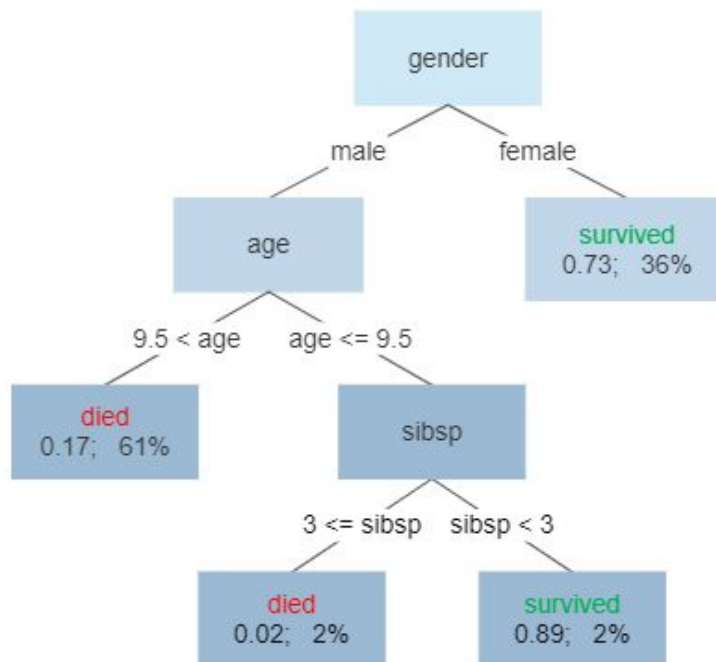 gender
male
female
age
survived
0.73; 36%
9.5 < age
age <= 9.5
died
0.17; 61%
sibsp
3 <= sibsp
sibsp < 3
died
0.02; 2%
survived
0.89; 2%